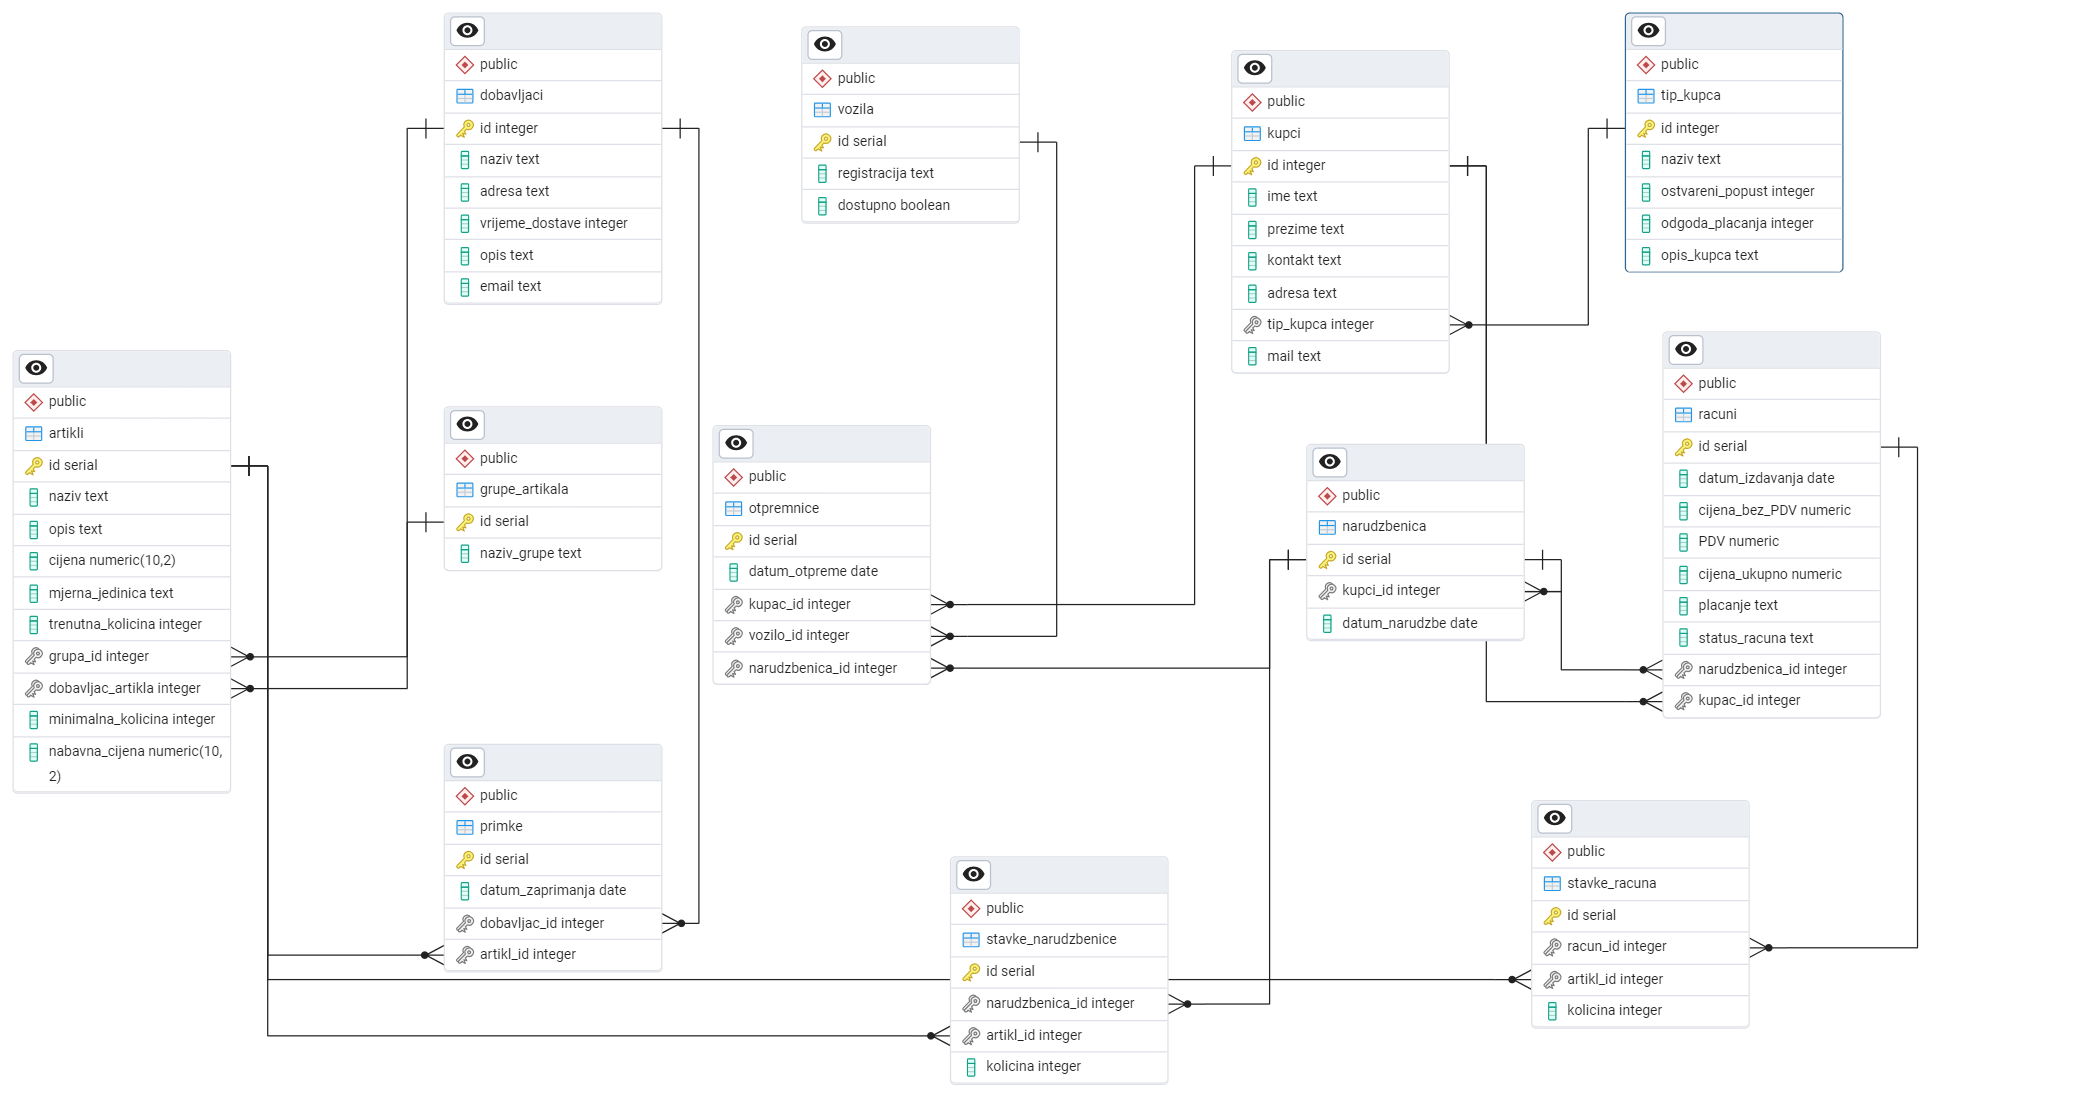 public
dobavljaci
id integer
naziv text
adresa text
vrijeme_dostave integer
opis text
email text
public
vozila
id serial
registracija text
dostupno boolean
public
kupci
id integer
ime text
prezime text
kontakt text
adresa text
tip_kupca integer
mail text
public
tip_kupca
id integer
naziv text
ostvareni_popust integer
odgoda_placanja integer
opis_kupca text
public
artikli
id serial
naziv text
opis text
cijena numeric(10,2)
mjerna_jedinica text
trenutna_kolicina integer
grupa_id integer
dobavljac_artikla integer
minimalna_kolicina integer
nabavna_cijena numeric(10,
2)
public
grupe_artikala
id serial
naziv_grupe text
public
otpremnice
id serial
datum_otpreme date
kupac_id integer
vozilo_id integer
narudzbenica_id integer
public
narudzbenica
id serial
kupci_id integer
datum_narudzbe date
public
racuni
id serial
datum_izdavanja date
cijena_bez_PDV numeric
PDV numeric
cijena_ukupno numeric
placanje text
status_racuna text
narudzbenica_id integer
kupac_id integer
public
primke
id serial
datum_zaprimanja date
dobavljac_id integer
artikl_id integer
public
stavke_narudzbenice
id serial
narudzbenica_id integer
artikl_id integer
kolicina integer
public
stavke_racuna
id serial
racun_id integer
artikl_id integer
kolicina integer